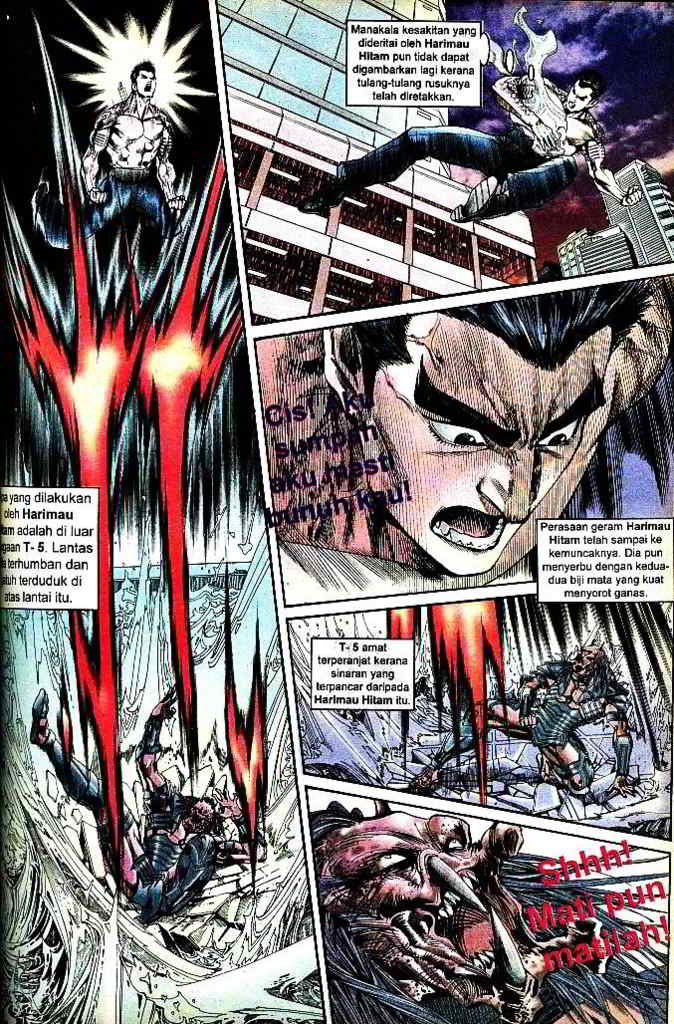 Manakala kesakitan yang
dideritai oleh Harimau
Hitam pun tidak dapat
digambarkan lagi kerana
tulang-tulang rusuknya
telah diretakkan.
Cis! Aku
sumpah
aku mesti
bunuh kau!
Perasaan geram Harimau
Hitam telah sampai ke
kemuncaknya. Dia pun
menyerbu dengan kedua-
dua biji mata yang kuat
menyorot ganas.
yang dilakukan
oleh Harimau
adalah di luar
T- 5. Lantas
terhumban dan
terduduk di
lantai itu.
T- 5 amat
terperanjat kerana
sinaran yang
terpancar daripada
Harimau Hitam itu.
Shhh!
Mati pun
matilah!